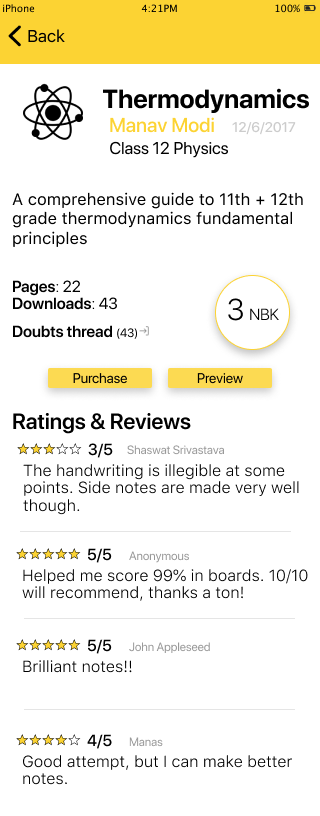 iPhone 4:21PM 100%
Back
Thermodynamics
Manav Modi 12/6/2017
Class 12 Physics
A comprehensive guide to 11th + 12th
grade thermodynamics fundamental
principles
Pages: 22
Downloads: 43
Doubts thread (43)
3 NBK
Purchase Preview
Ratings & Reviews
3/5 Shaswat Srivastava
The handwriting is illegible at some
points. Side notes are made very well
though.
5/5 Anonymous
Helped me score 99% in boards. 10/10
will recommend, thanks a ton!
5/5 John Appleseed
Brilliant notes!!
4/5 Manas
Good attempt, but I can make better
notes.